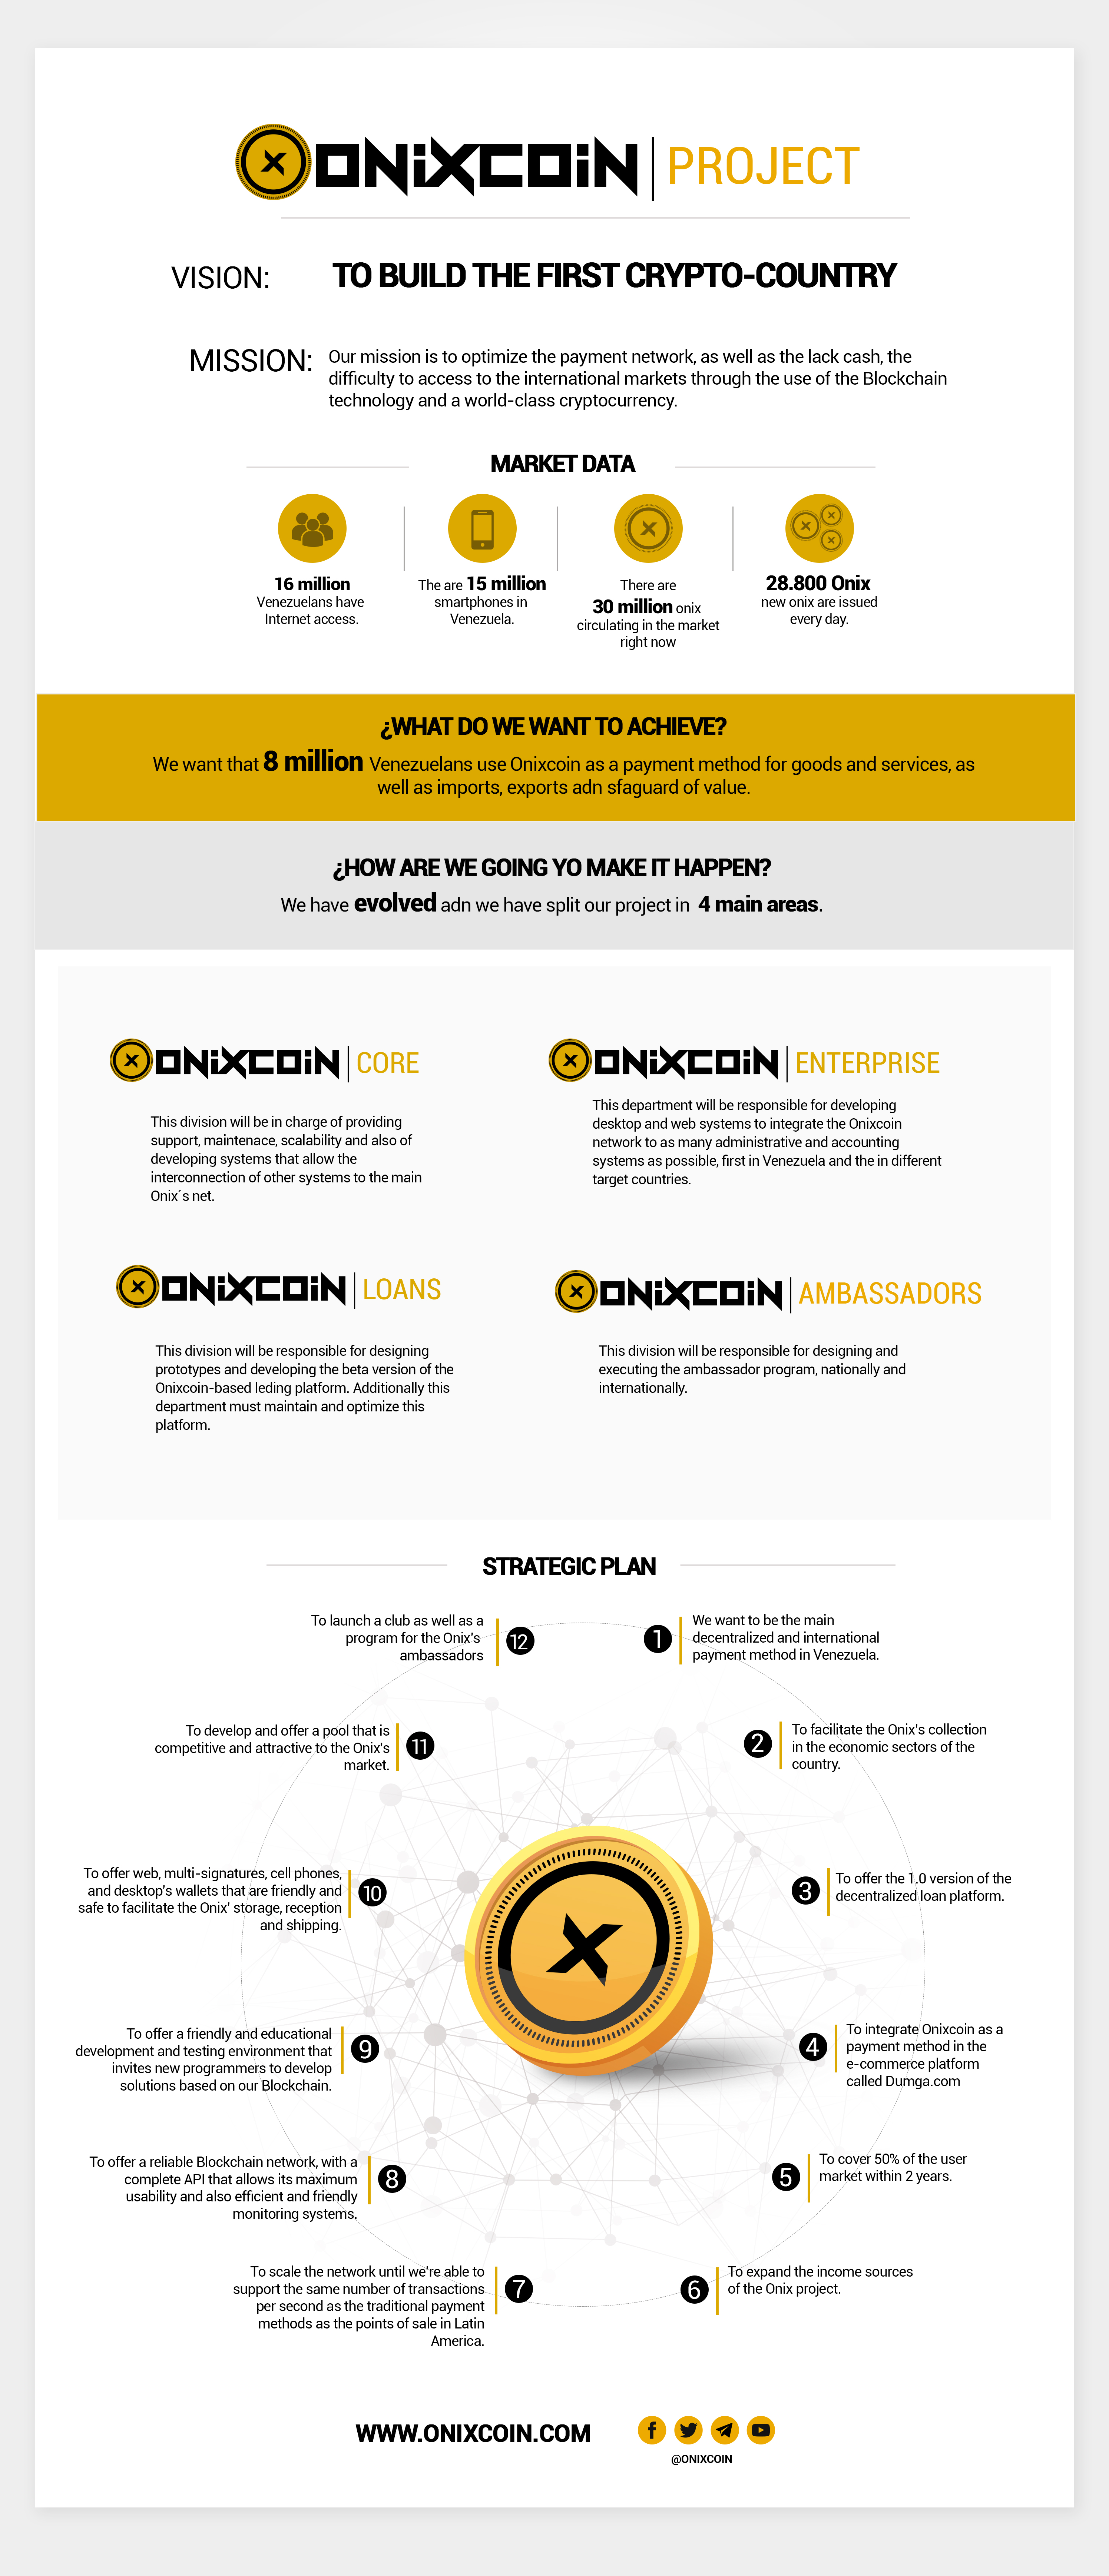 ONiXCOiN | PROJECT
VISION:
TO BUILD THE FIRST CRYPTO-COUNTRY
MISSION:
Our mission is to optimize the payment network, as well as the lack cash, the
difficulty to access to the international markets through the use of the Blockchain
technology and a world-class cryptocurrency.
MARKET DATA
16 million
Venezuelans have
Internet access.
The are 15 million
smartphones in
Venezuela.
There are
30 million onix
circulating in the market
right now
28.800 Onix
new onix are issued
every day.
¿WHAT DO WE WANT TO ACHIEVE?
We want that 8 million Venezuelans use Onixcoin as a payment method for goods and services, as
well as imports, exports adn sfaguard of value.
¿HOW ARE WE GOING YO MAKE IT HAPPEN?
We have evolved adn we have split our project in 4 main areas.
ONiXCOiN | CORE
This division will be in charge of providing
support, maintenace, scalability and also of
developing systems that allow the
interconnection of other systems to the main
Onix´s net.
ONiXCOiN | ENTERPRISE
This department will be responsible for developing
desktop and web systems to integrate the Onixcoin
network to as many administrative and accounting
systems as possible, first in Venezuela and the in different
target countries.
ONiXCOiN | LOANS
This division will be responsible for designing
prototypes and developing the beta version of the
Onixcoin-based leding platform. Additionally this
department must maintain and optimize this
platform.
ONiXCOiN | AMBASSADORS
This division will be responsible for designing and
executing the ambassador program, nationally and
internationally.
STRATEGIC PLAN
1
We want to be the main
decentralized and international
payment method in Venezuela.
2
To facilitate the Onix's collection
in the economic sectors of the
country.
3
To offer the 1.0 version of the
decentralized loan platform.
4
To integrate Onixcoin as a
payment method in the
e-commerce platform
called Dumga.com
5
To cover 50% of the user
market within 2 years.
6
To expand the income sources
of the Onix project.
7
To scale the network until we're able to
support the same number of transactions
per second as the traditional payment
methods as the points of sale in Latin
America.
8
To offer a reliable Blockchain network, with a
complete API that allows its maximum
usability and also efficient and friendly
monitoring systems.
9
To offer a friendly and educational
development and testing environment that
invites new programmers to develop
solutions based on our Blockchain.
10
To offer web, multi-signatures, cell phones,
and desktop's wallets that are friendly and
safe to facilitate the Onix' storage, reception
and shipping.
11
To develop and offer a pool that is
competitive and attractive to the Onix's
market.
12
To launch a club as well as a
program for the Onix's
ambassadors
WWW.ONIXCOIN.COM
@ONIXCOIN